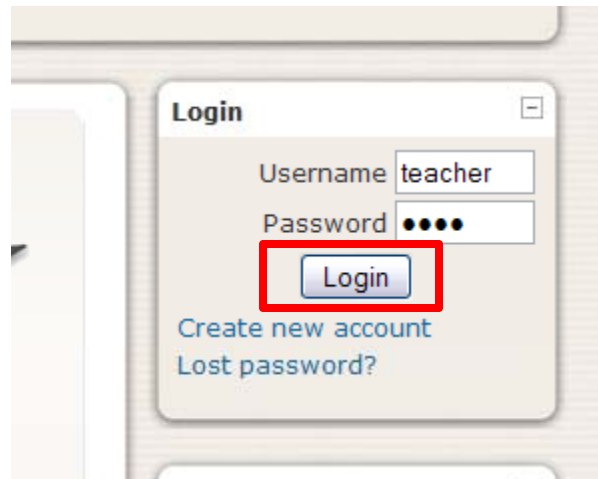 Login
Username teacher
Password ••••
Login
Create new account
Lost password?